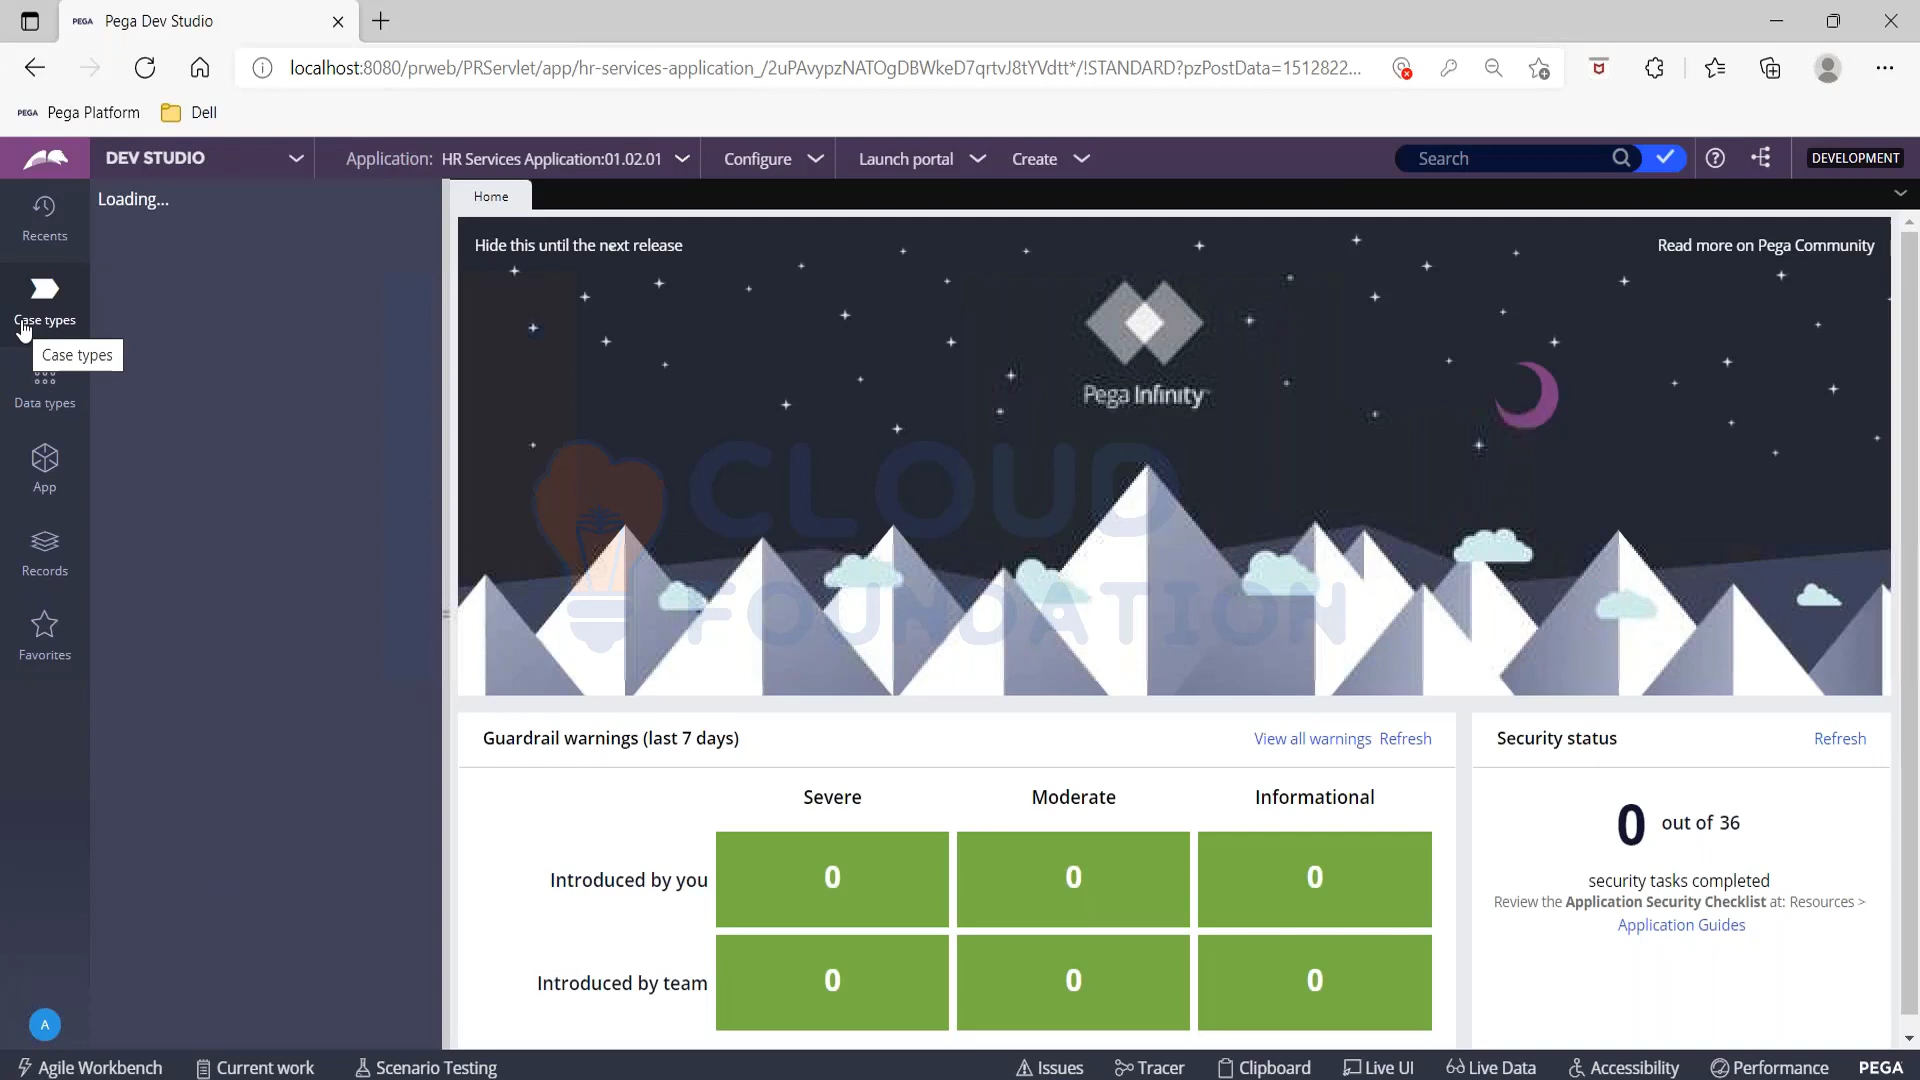 PEGA Pega Dev Studio
localhost:8080/prweb/PRServlet/app/hr-services-application_/2uPAvypzNATOgDBWkeD7qrtvJ8tYVdtt*/!STANDARD?pzPostData=1512822...
PEGA Pega Platform Dell
DEV STUDIO Application: HR Services Application:01.02.01 Configure Launch portal Create Search DEVELOPMENT
Recents
Loading...
Home
Hide this until the next release Read more on Pega Community
Case types
Case types
Data types
Pega Infinity
App
CLOUD
FOUNDATION
Records
Favorites
Guardrail warnings (last 7 days) View all warnings Refresh
Security status Refresh
Severe Moderate Informational
0 out of 36
Introduced by you 0 0 0
security tasks completed
Review the Application Security Checklist at: Resources >
Application Guides
Introduced by team 0 0 0
A
Agile Workbench Current work Scenario Testing Issues Tracer Clipboard Live UI Live Data Accessibility Performance PEGA